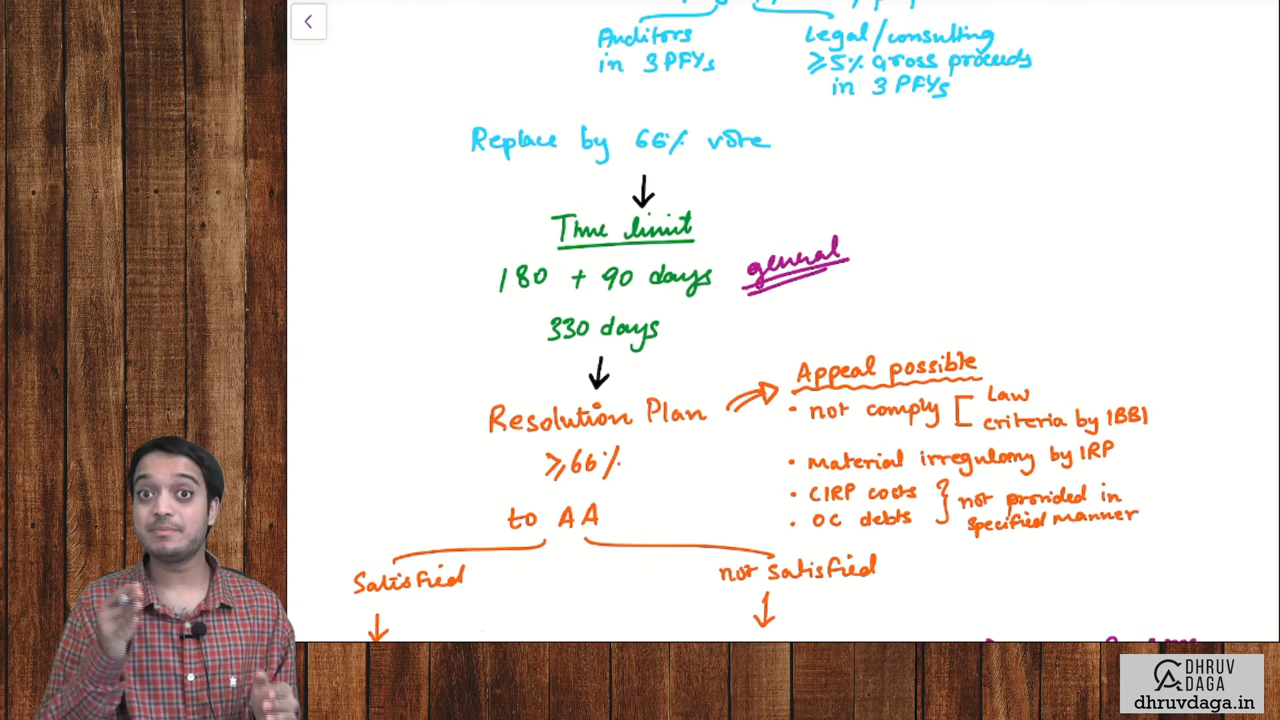 Auditors
in 3 PFYs
Legal/consulting
≥5% gross proceeds
in 3 PFYs
Replace by 66% vote
Time limit
180 + 90 days general
330 days
Resolution Plan
≥66%
to AA
Appeal possible
• not comply [ Law
criteria by IBBI
• Material irregulomy by IRP
• CIRP costs
• OC debts
} not provided in
specified manner
Satisfied
not satisfied
DHRUV
DAGA
dhruvdaga.in